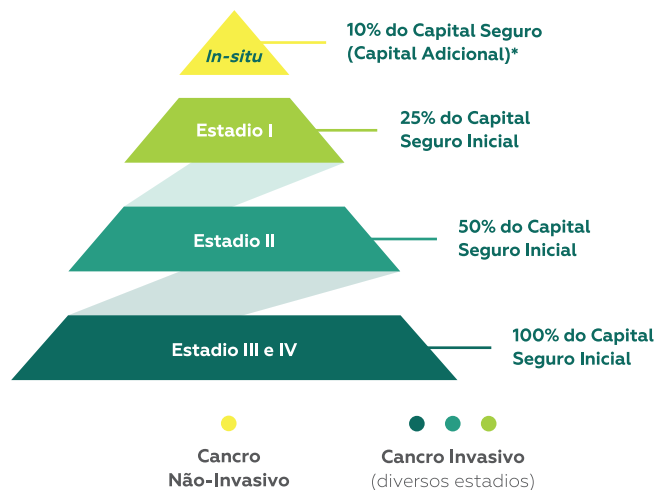 In-situ
10% do Capital Seguro
(Capital Adicional)*
Estadio I
25% do Capital
Seguro Inicial
Estadio II
50% do Capital
Seguro Inicial
Estadio III e IV
100% do Capital
Seguro Inicial
Cancro
Não-Invasivo
Cancro Invasivo
(diversos estadios)